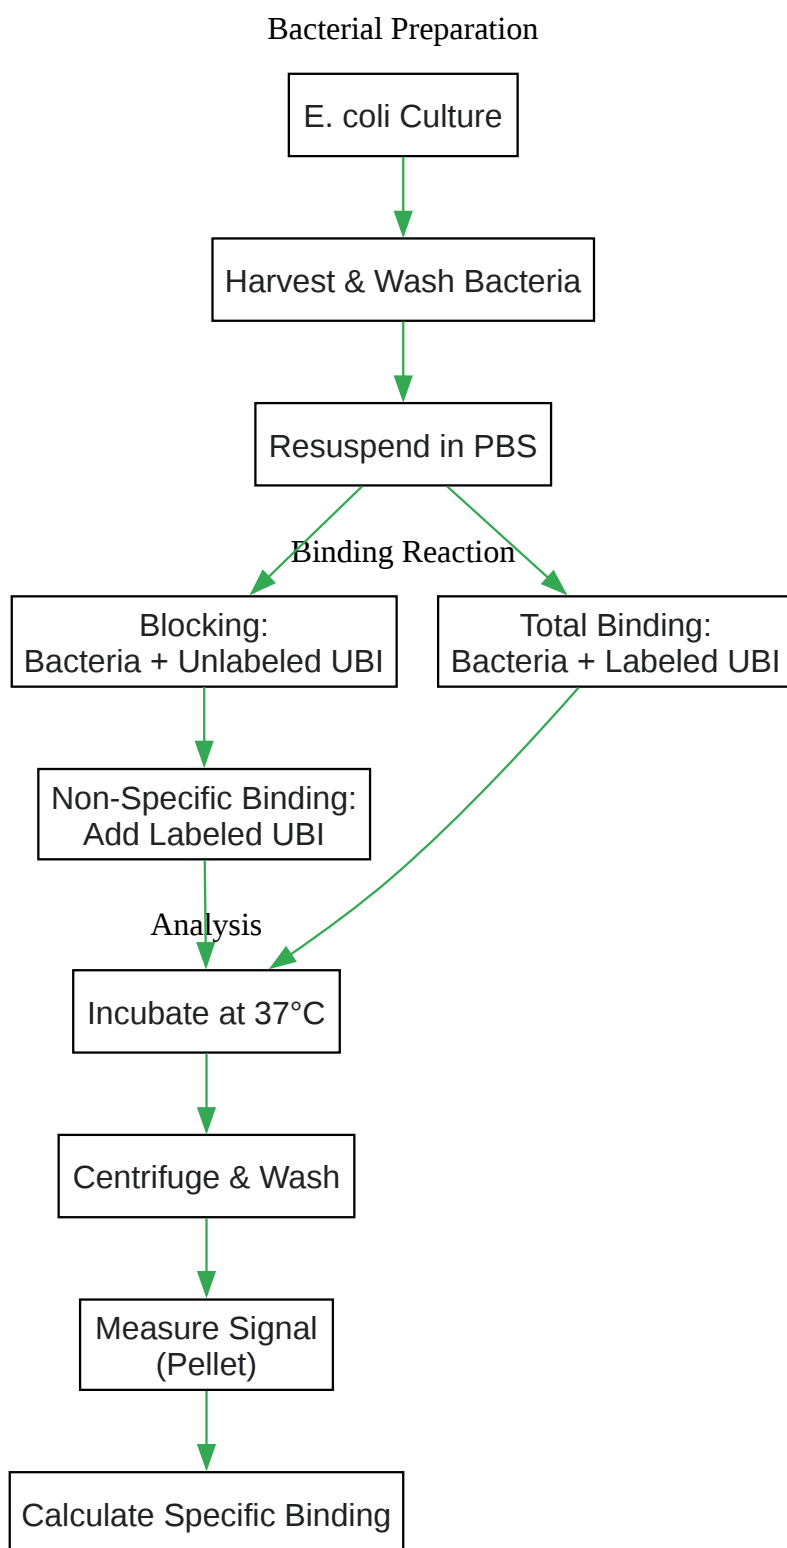 Bacterial Preparation
E. coli Culture
Harvest & Wash Bacteria
Resuspend in PBS
Binding Reaction
Blocking:
Bacteria + Unlabeled UBI
Total Binding:
Bacteria + Labeled UBI
Non-Specific Binding:
Add Labeled UBI
Analysis
Incubate at 37°C
Centrifuge & Wash
Measure Signal
(Pellet)
Calculate Specific Binding